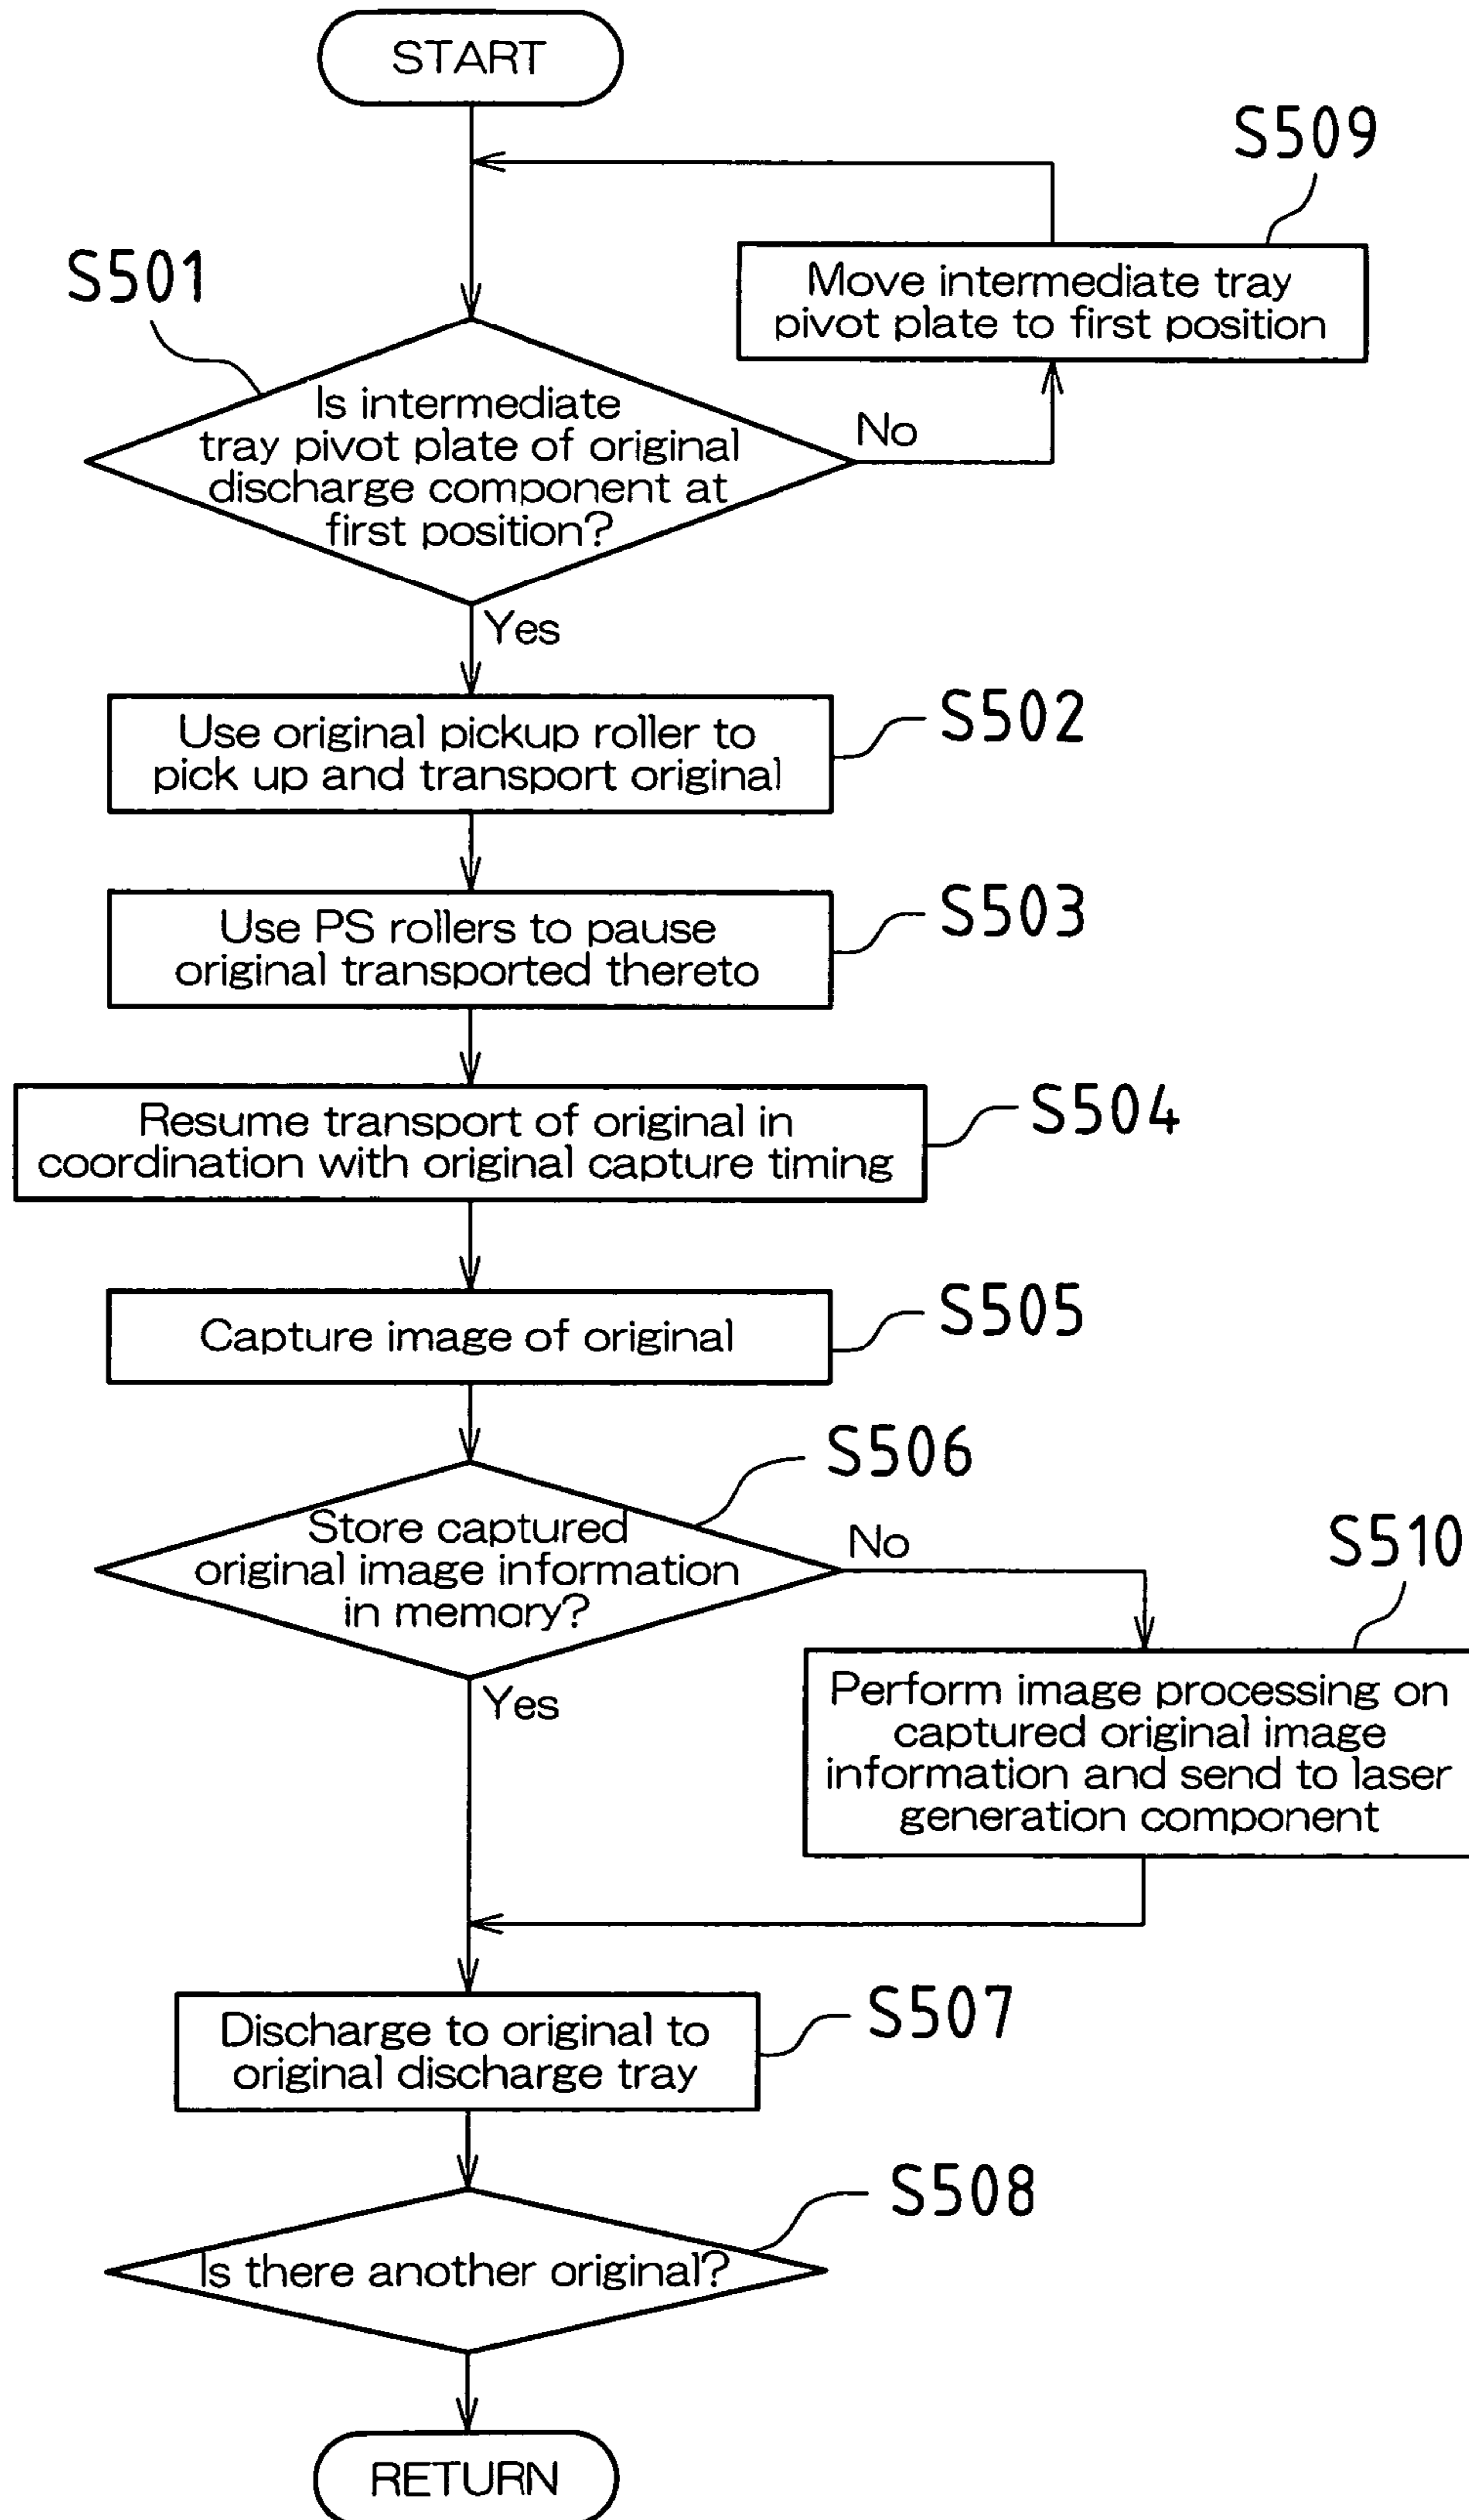 START
S509
Move intermediate tray
pivot plate to first position
S501
Is intermediate
tray pivot plate of original
discharge component at
first position?
No
Yes
Use original pickup roller to
pick up and transport original
S502
Use PS rollers to pause
original transported thereto
S503
Resume transport of original in
coordination with original capture timing
S504
Capture image of original
S505
S506
Store captured
original image information
in memory?
No
Yes
S510
Perform image processing on
captured original image
information and send to laser
generation component
Discharge to original to
original discharge tray
S507
S508
Is there another original?
RETURN